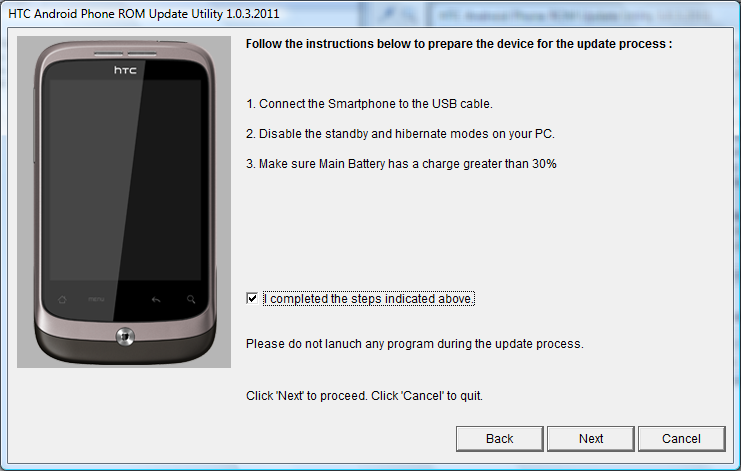 HTC Android Phone ROM Update Utility 1.0.3.2011
Follow the instructions below to prepare the device for the update process :
hTC
1. Connect the Smartphone to the USB cable.
2. Disable the standby and hibernate modes on your PC.
3. Make sure Main Battery has a charge greater than 30%
MENU
I completed the steps indicated above.
Please do not lanuch any program during the update process.
Click 'Next' to proceed. Click 'Cancel' to quit.
Back Next Cancel